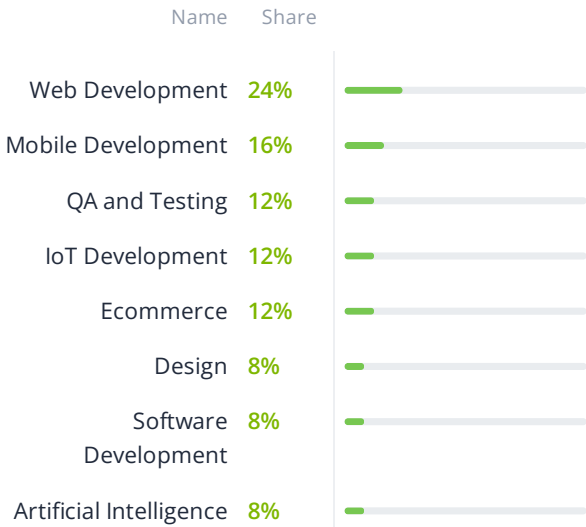 Name Share
Web Development 24%
Mobile Development 16%
QA and Testing 12%
IoT Development 12%
Ecommerce 12%
Design 8%
Software 8%
Development
Artificial Intelligence 8%